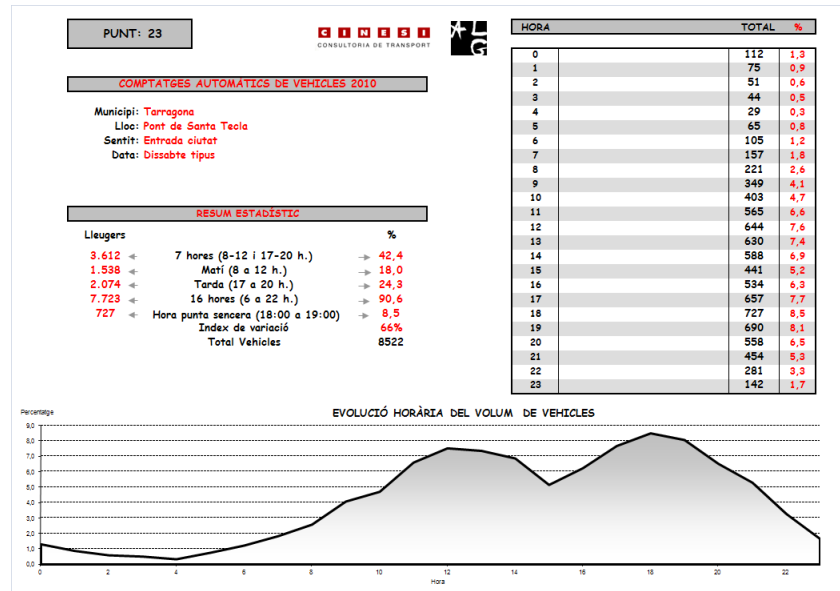 PUNT: 23
CINESI
CONSULTORIA DE TRANSPORT
ALG
COMPTATGES AUTOMÀTICS DE VEHICLES 2010
Municipi: Tarragona
Lloc: Pont de Santa Tecla
Sentit: Entrada ciutat
Data: Dissabte tipus
RESUM ESTADÍSTIC
Lleugers %
3.612 7 hores (8-12 i 17-20 h.) 42,4
1.538 Matí (8 a 12 h.) 18,0
2.074 Tarda (17 a 20 h.) 24,3
7.723 16 hores (6 a 22 h.) 90,6
727 Hora punta sencera (18:00 a 19:00) 8,5
Index de variació 66%
Total Vehicles 8522
HORA TOTAL %
0 112 1,3
1 75 0,9
2 51 0,6
3 44 0,5
4 29 0,3
5 65 0,8
6 105 1,2
7 157 1,8
8 221 2,6
9 349 4,1
10 403 4,7
11 565 6,6
12 644 7,6
13 630 7,4
14 588 6,9
15 441 5,2
16 534 6,3
17 657 7,7
18 727 8,5
19 690 8,1
20 558 6,5
21 454 5,3
22 281 3,3
23 142 1,7
EVOLUCIÓ HORÀRIA DEL VOLUM DE VEHICLES
Percentatge
9,0
8,0
7,0
6,0
5,0
4,0
3,0
2,0
1,0
0,0
0 2 4 6 8 10 12 14 16 18 20 22
Hora